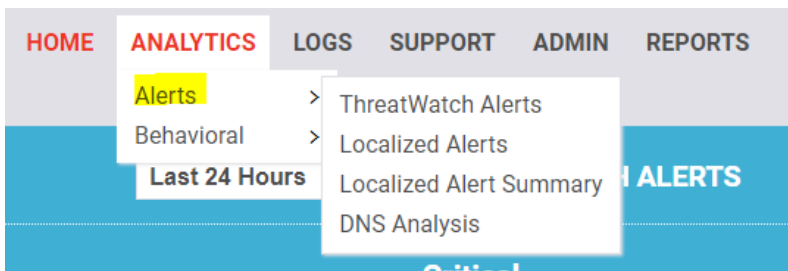 HOME ANALYTICS LOGS SUPPORT ADMIN REPORTS
Alerts >
Behavioral >
ThreatWatch Alerts
Localized Alerts
Localized Alert Summary
DNS Analysis
Last 24 Hours
ALERTS
Critical